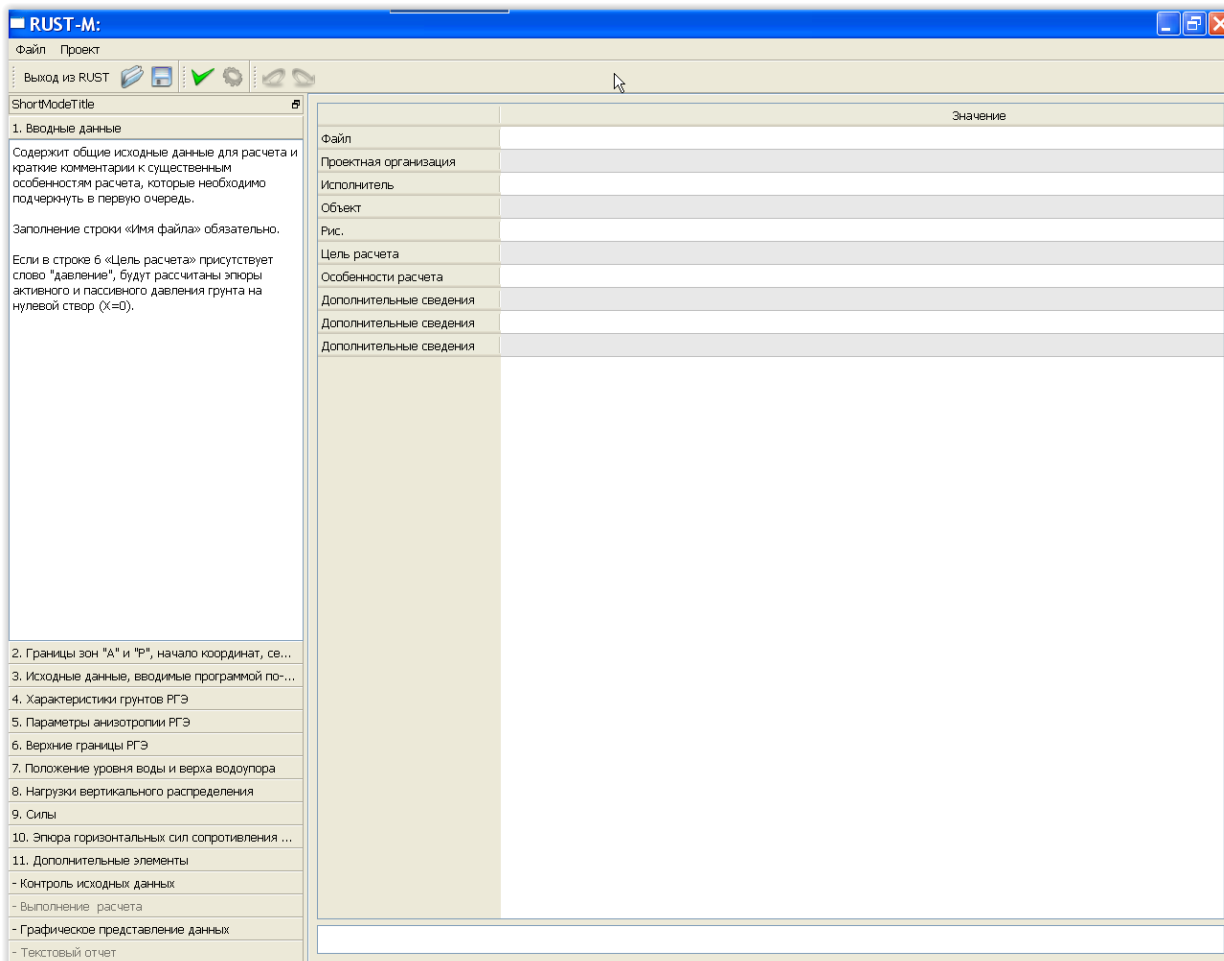 RUST-M:
Файл Проект
Выход из RUST
ShortModeTitle
1. Вводные данные
Содержит общие исходные данные для расчета и
краткие комментарии к существенным
особенностям расчета, которые необходимо
подчеркнуть в первую очередь.
Заполнение строки «Имя файла» обязательно.
Если в строке 6 «Цель расчета» присутствует
слово "давление", будут рассчитаны эпюры
активного и пассивного давления грунта на
нулевой створ (X=0).
2. Границы зон "А" и "Р", начало координат, се...
3. Исходные данные, вводимые программой по-...
4. Характеристики грунтов РГЭ
5. Параметры анизотропии РГЭ
6. Верхние границы РГЭ
7. Положение уровня воды и верха водоупора
8. Нагрузки вертикального распределения
9. Силы
10. Эпюра горизонтальных сил сопротивления ...
11. Дополнительные элементы
- Контроль исходных данных
- Выполнение расчета
- Графическое представление данных
- Текстовый отчет
Значение
Файл
Проектная организация
Исполнитель
Объект
Рис.
Цель расчета
Особенности расчета
Дополнительные сведения
Дополнительные сведения
Дополнительные сведения